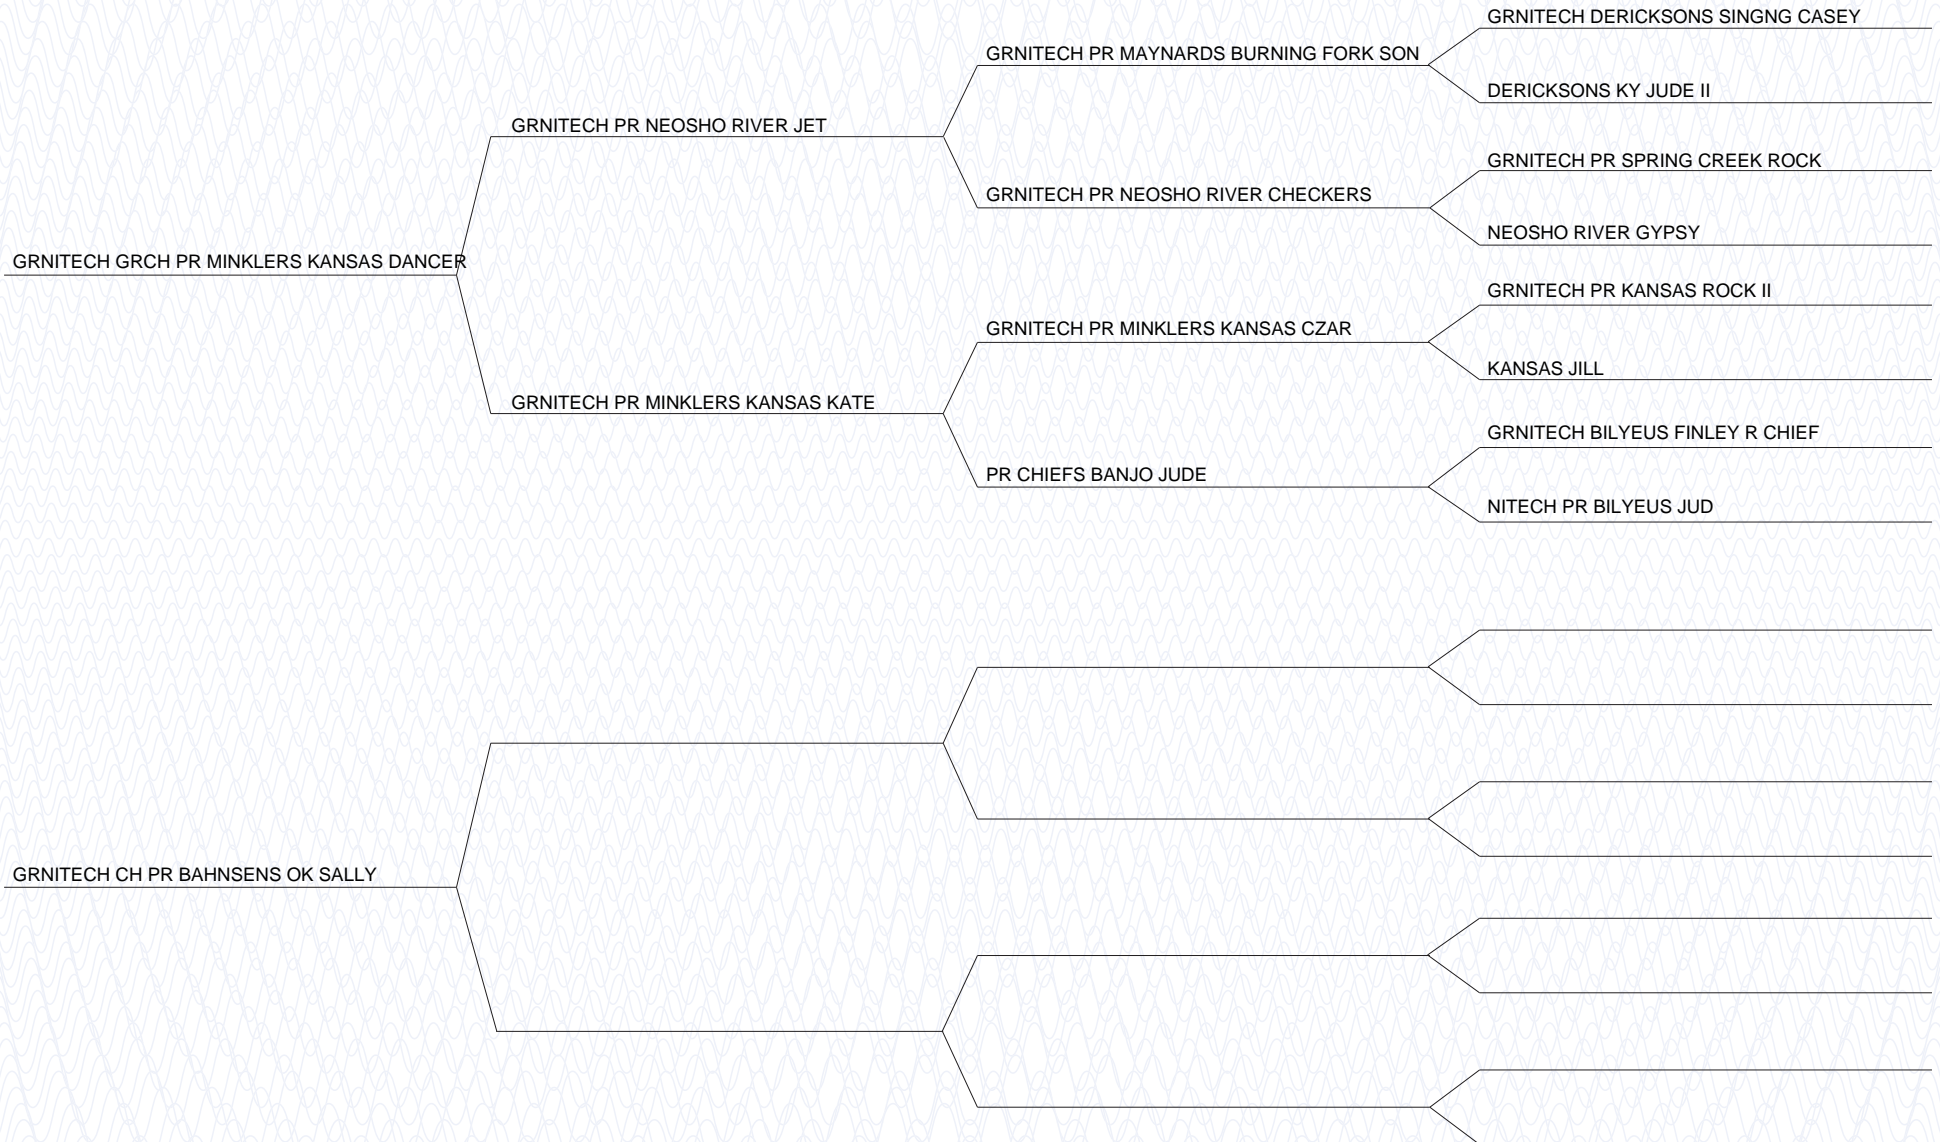 GRNITECH DERICKSONS SINGNG CASEY
GRNITECH PR MAYNARDS BURNING FORK SON
DERICKSONS KY JUDE II
GRNITECH PR NEOSHO RIVER JET
GRNITECH PR SPRING CREEK ROCK
GRNITECH PR NEOSHO RIVER CHECKERS
NEOSHO RIVER GYPSY
GRNITECH GRCH PR MINKLERS KANSAS DANCER
GRNITECH PR KANSAS ROCK II
GRNITECH PR MINKLERS KANSAS CZAR
KANSAS JILL
GRNITECH PR MINKLERS KANSAS KATE
GRNITECH BILYEUS FINLEY R CHIEF
PR CHIEFS BANJO JUDE
NITECH PR BILYEUS JUD
GRNITECH CH PR BAHNSENS OK SALLY